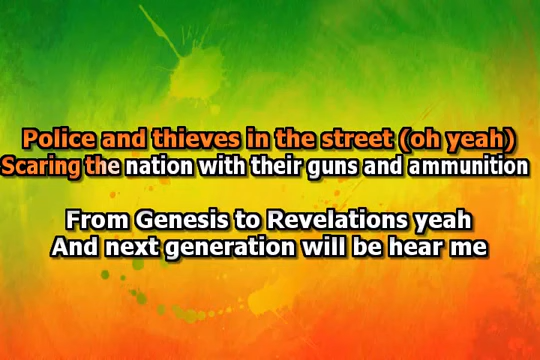 Police and thieves in the street (oh yeah)
Scaring the nation with their guns and ammunition
From Genesis to Revelations yeah
And next generation will be hear me